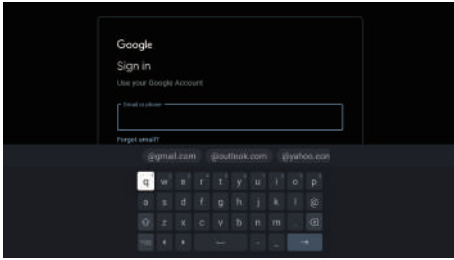 Google
Sign in
Use your Google Account
Email or phone
Forgot email?
@gmail.com @outlook.com @yahoo.com
q w e r t y u i o p
a s d f g h j k l @
z x c v b n m .
- _